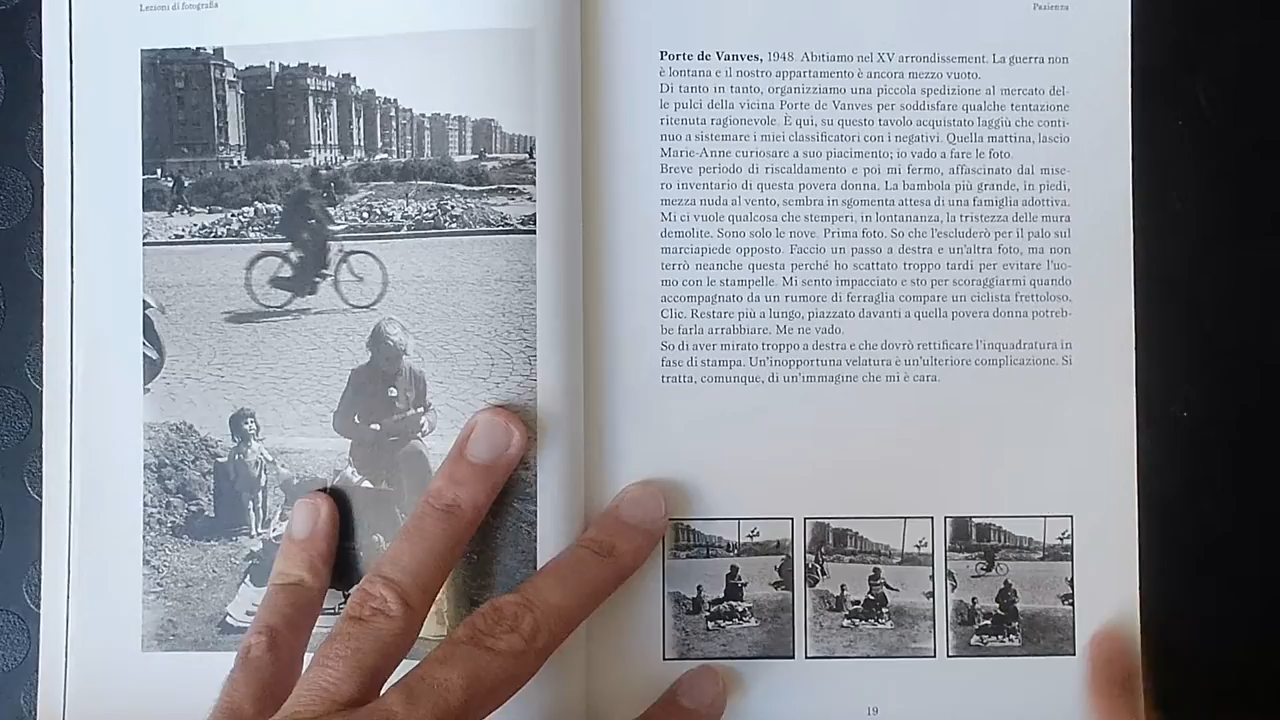 Lezioni di fotografia
Pazienza
Porte de Vanves, 1948. Abitiamo nel XV arrondissement. La guerra non
è lontana e il nostro appartamento è ancora mezzo vuoto.
Di tanto in tanto, organizziamo una piccola spedizione al mercato del-
le pulci della vicina Porte de Vanves per soddisfare qualche tentazione
ritenuta ragionevole. È qui, su questo tavolo acquistato laggiù che conti-
nuo a sistemare i miei classificatori con i negativi. Quella mattina, lascio
Marie-Anne curiosare a suo piacimento; io vado a fare le foto.
Breve periodo di riscaldamento e poi mi fermo, affascinato dal mise-
ro inventario di questa povera donna. La bambola più grande, in piedi,
mezza nuda al vento, sembra in sgomenta attesa di una famiglia adottiva.
Mi ci vuole qualcosa che stemperi, in lontananza, la tristezza delle mura
demolite. Sono solo le nove. Prima foto. So che l'escluderò per il palo sul
marciapiede opposto. Faccio un passo a destra e un'altra foto, ma non
terrò neanche questa perché ho scattato troppo tardi per evitare l'uo-
mo con le stampelle. Mi sento impacciato e sto per scoraggiarmi quando
accompagnato da un rumore di ferraglia compare un ciclista frettoloso.
Clic. Restare più a lungo, piazzato davanti a quella povera donna potreb-
be farla arrabbiare. Me ne vado.
So di aver mirato troppo a destra e che dovrò rettificare l'inquadratura in
fase di stampa. Un'inopportuna velatura è un'ulteriore complicazione. Si
tratta, comunque, di un'immagine che mi è cara.
19